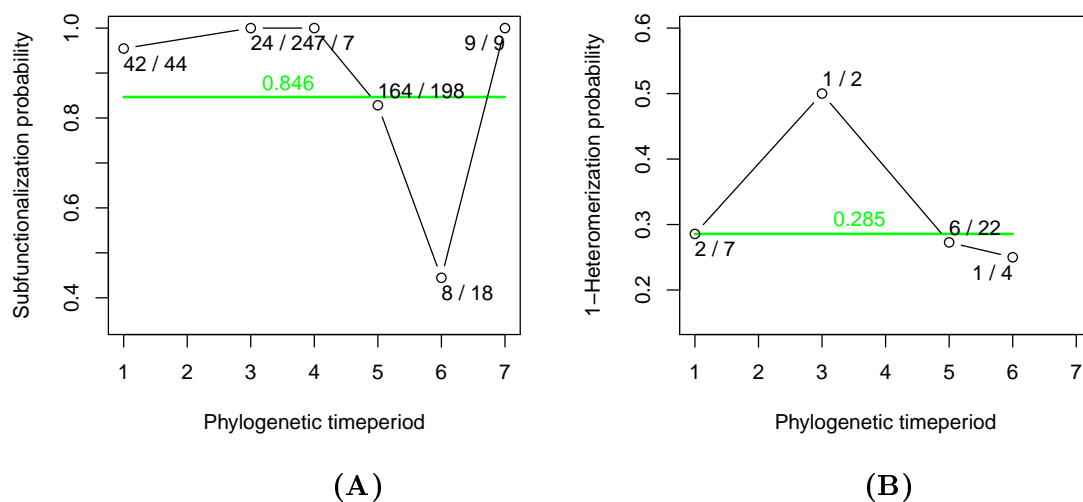 Subfunctionalization probability
1.0
0.8
0.6
0.4
42 / 44
24 / 24
7 / 7
164 / 198
8 / 18
9 / 9
0.846
1 2 3 4 5 6 7
Phylogenetic timeperiod
(A)
1−Heteromerization probability
0.6
0.5
0.4
0.3
0.2
2 / 7
1 / 2
6 / 22
1 / 4
0.285
1 2 3 4 5 6 7
Phylogenetic timeperiod
(B)